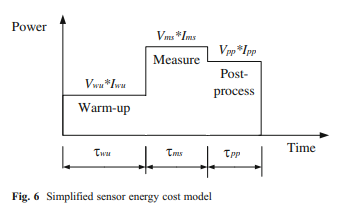 Power
Vms*Ims
Vpp*Ipp
Measure
Vwu*Iwu
Post-
process
Warm-up
τwu
τms
τpp
Time
Fig. 6 Simplified sensor energy cost model